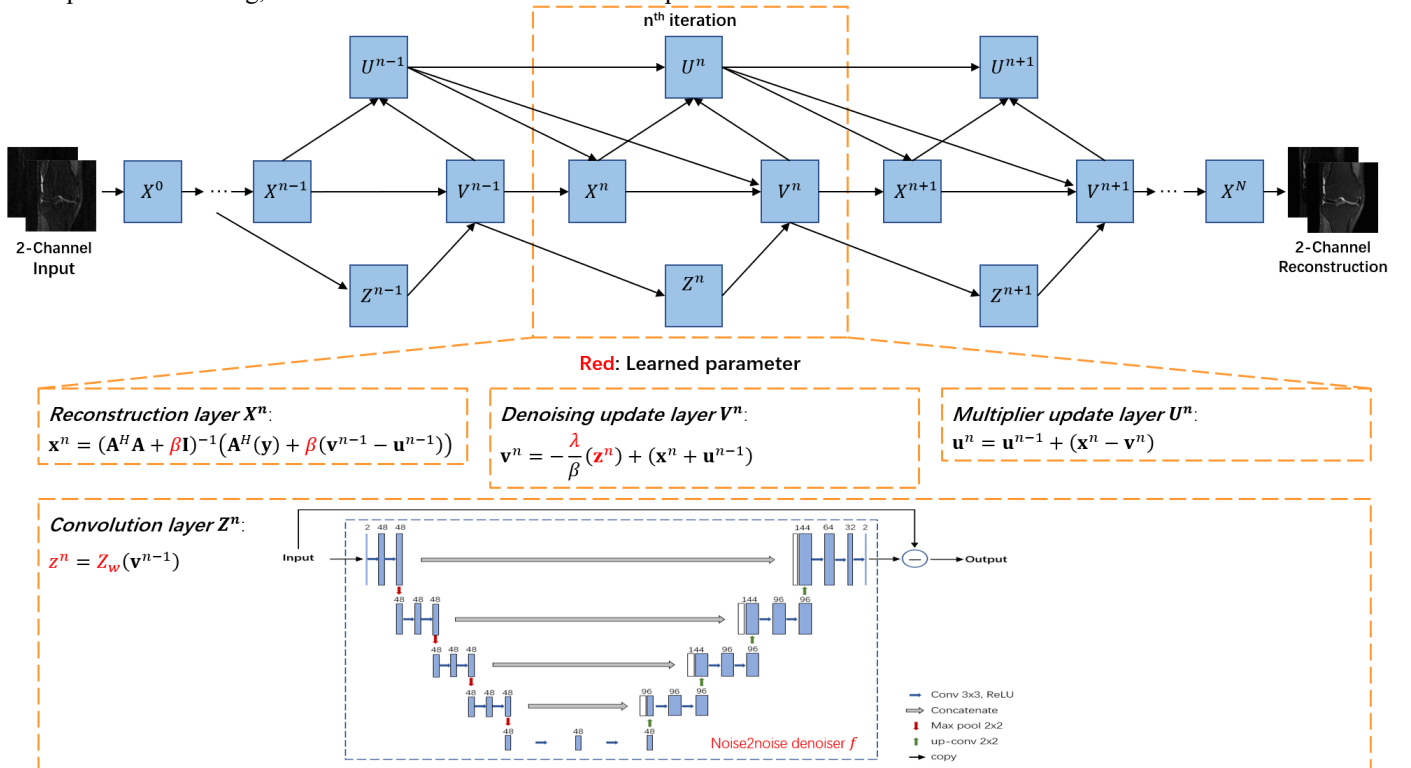 nth iteration
U^{n-1}
U^n
U^{n+1}
X^0
...
X^{n-1}
V^{n-1}
X^n
V^n
X^{n+1}
V^{n+1}
...
X^N
2-Channel
Input
2-Channel
Reconstruction
Z^{n-1}
Z^n
Z^{n+1}
Red: Learned parameter
Reconstruction layer X^n:
x^n = (A^H A + βI)^{-1}(A^H(y) + β(v^{n-1} − u^{n-1}))
Denoising update layer V^n:
v^n = −λ/β(z^n) + (x^n + u^{n-1})
Multiplier update layer U^n:
u^n = u^{n-1} + (x^n − v^n)
Convolution layer Z^n:
z^n = Z_w(v^{n-1})
Input
2 48 48
144 64 32 2
−
Output
48 48 48
144 96 96
48 48 48
144 96 96
48 48 48
96 96 96
48 48 48
Noise2noise denoiser f
Conv 3x3, ReLU
Concatenate
Max pool 2x2
up-conv 2x2
copy